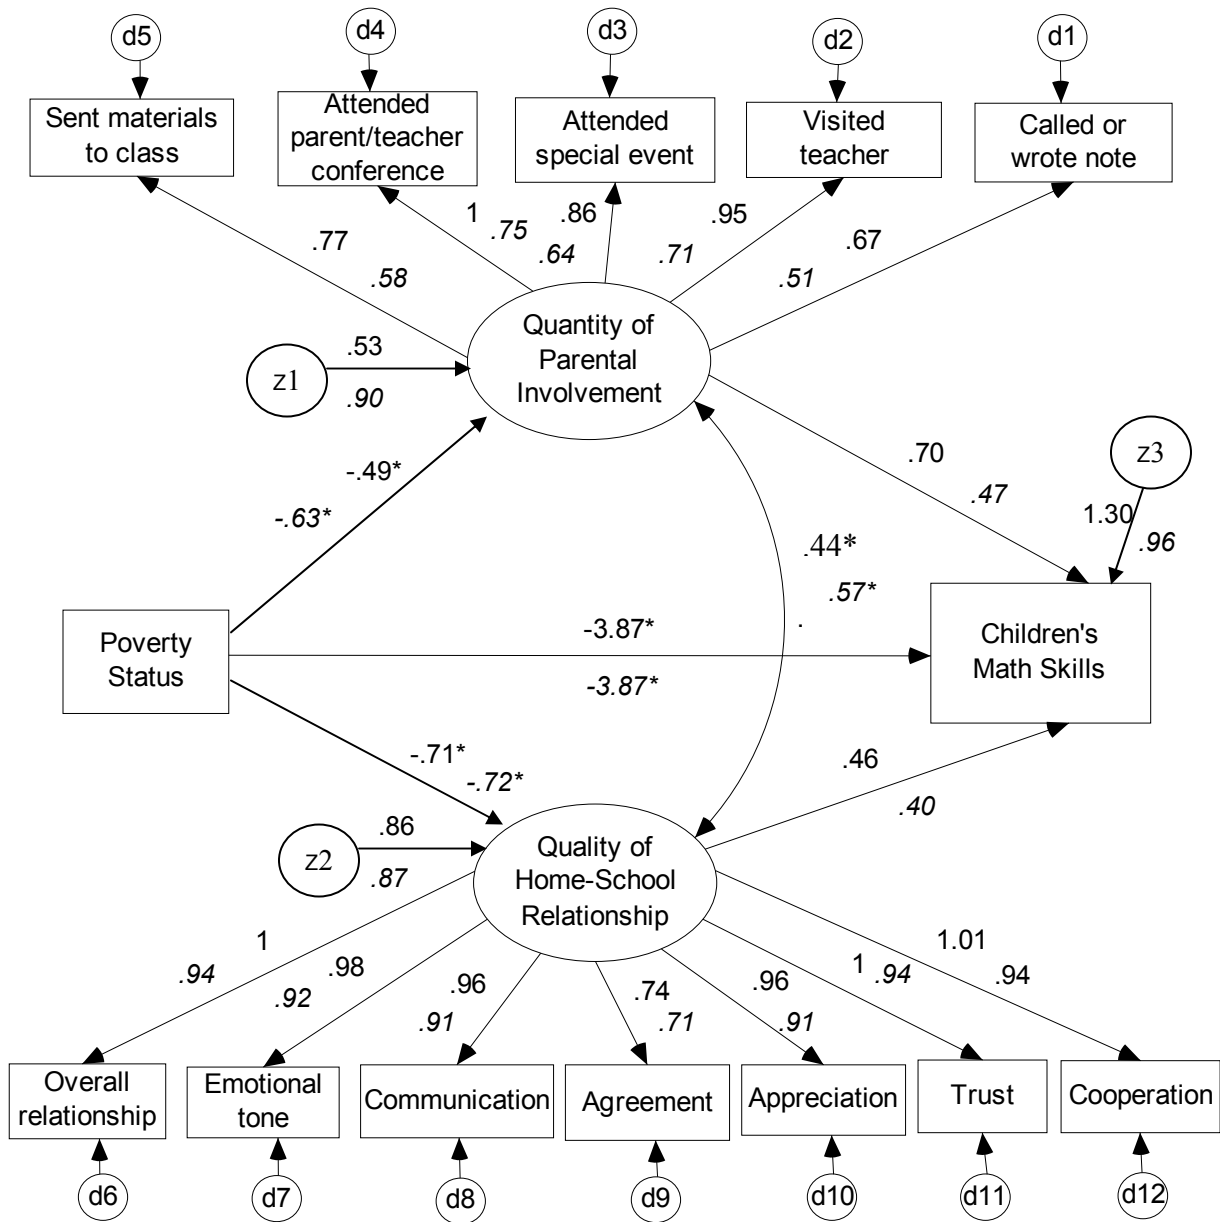 d5
d4
d3
d2
d1
Sent materials
to class
Attended
parent/teacher
conference
Attended
special event
Visited
teacher
Called or
wrote note
.77
.58
1
.75
.86
.64
.95
.71
.67
.51
Quantity of
Parental
Involvement
z1
.53
.90
-.49*
-.63*
.70
.47
z3
1.30
.96
.44*
.57*
.
Poverty
Status
-3.87*
-3.87*
Children's
Math Skills
-.71*
-.72*
.46
.40
z2
.86
.87
Quality of
Home-School
Relationship
1
.94
.98
.92
.96
.91
.74
.71
.96
.91
1
.94
1.01
.94
Overall
relationship
Emotional
tone
Communication
Agreement
Appreciation
Trust
Cooperation
d6
d7
d8
d9
d10
d11
d12